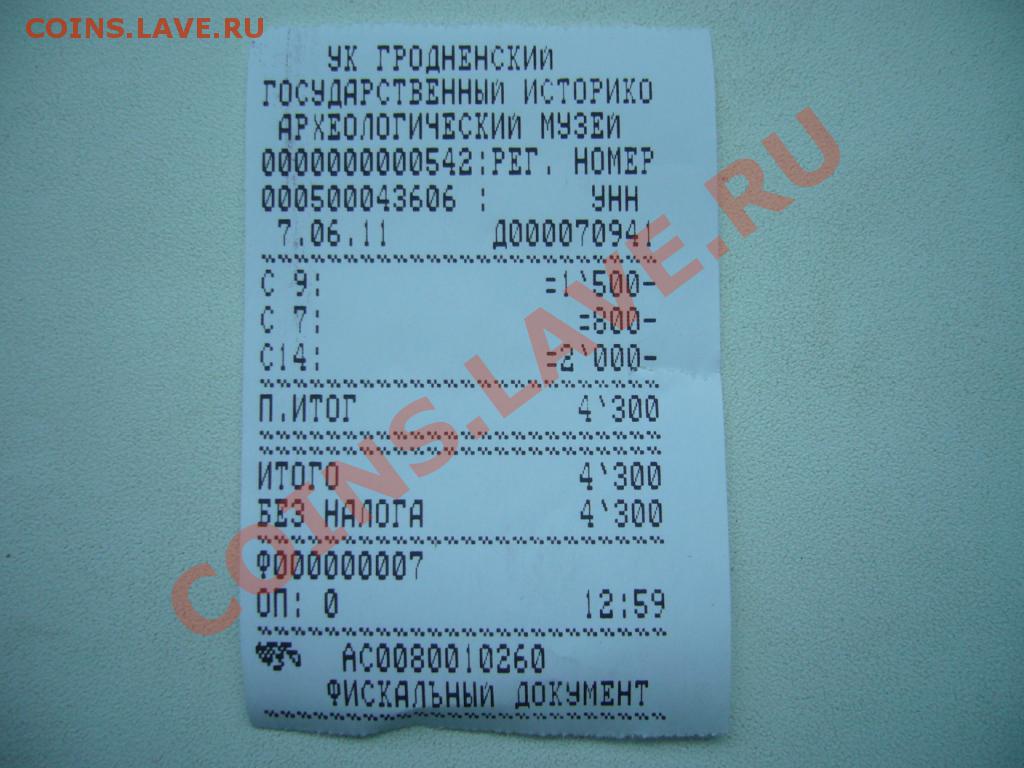 COINS.LAVE.RU
УК ГРОДНЕНСКИЙ
ГОСУДАРСТВЕННЫЙ ИСТОРИКО
АРХЕОЛОГИЧЕСКИЙ МУЗЕЙ
0000000000542:РЕГ. НОМЕР
000500043606 : УНН
7.06.11 Д000070941
С 9: =1'500-
С 7: =800-
С14: =2'000-
П.ИТОГ 4'300
ИТОГО 4'300
БЕЗ НАЛОГА 4'300
Ф000000007
ОП: 0 12:59
АС0080010260
ФИСКАЛЬНЫЙ ДОКУМЕНТ
COINS.LAVE.RU